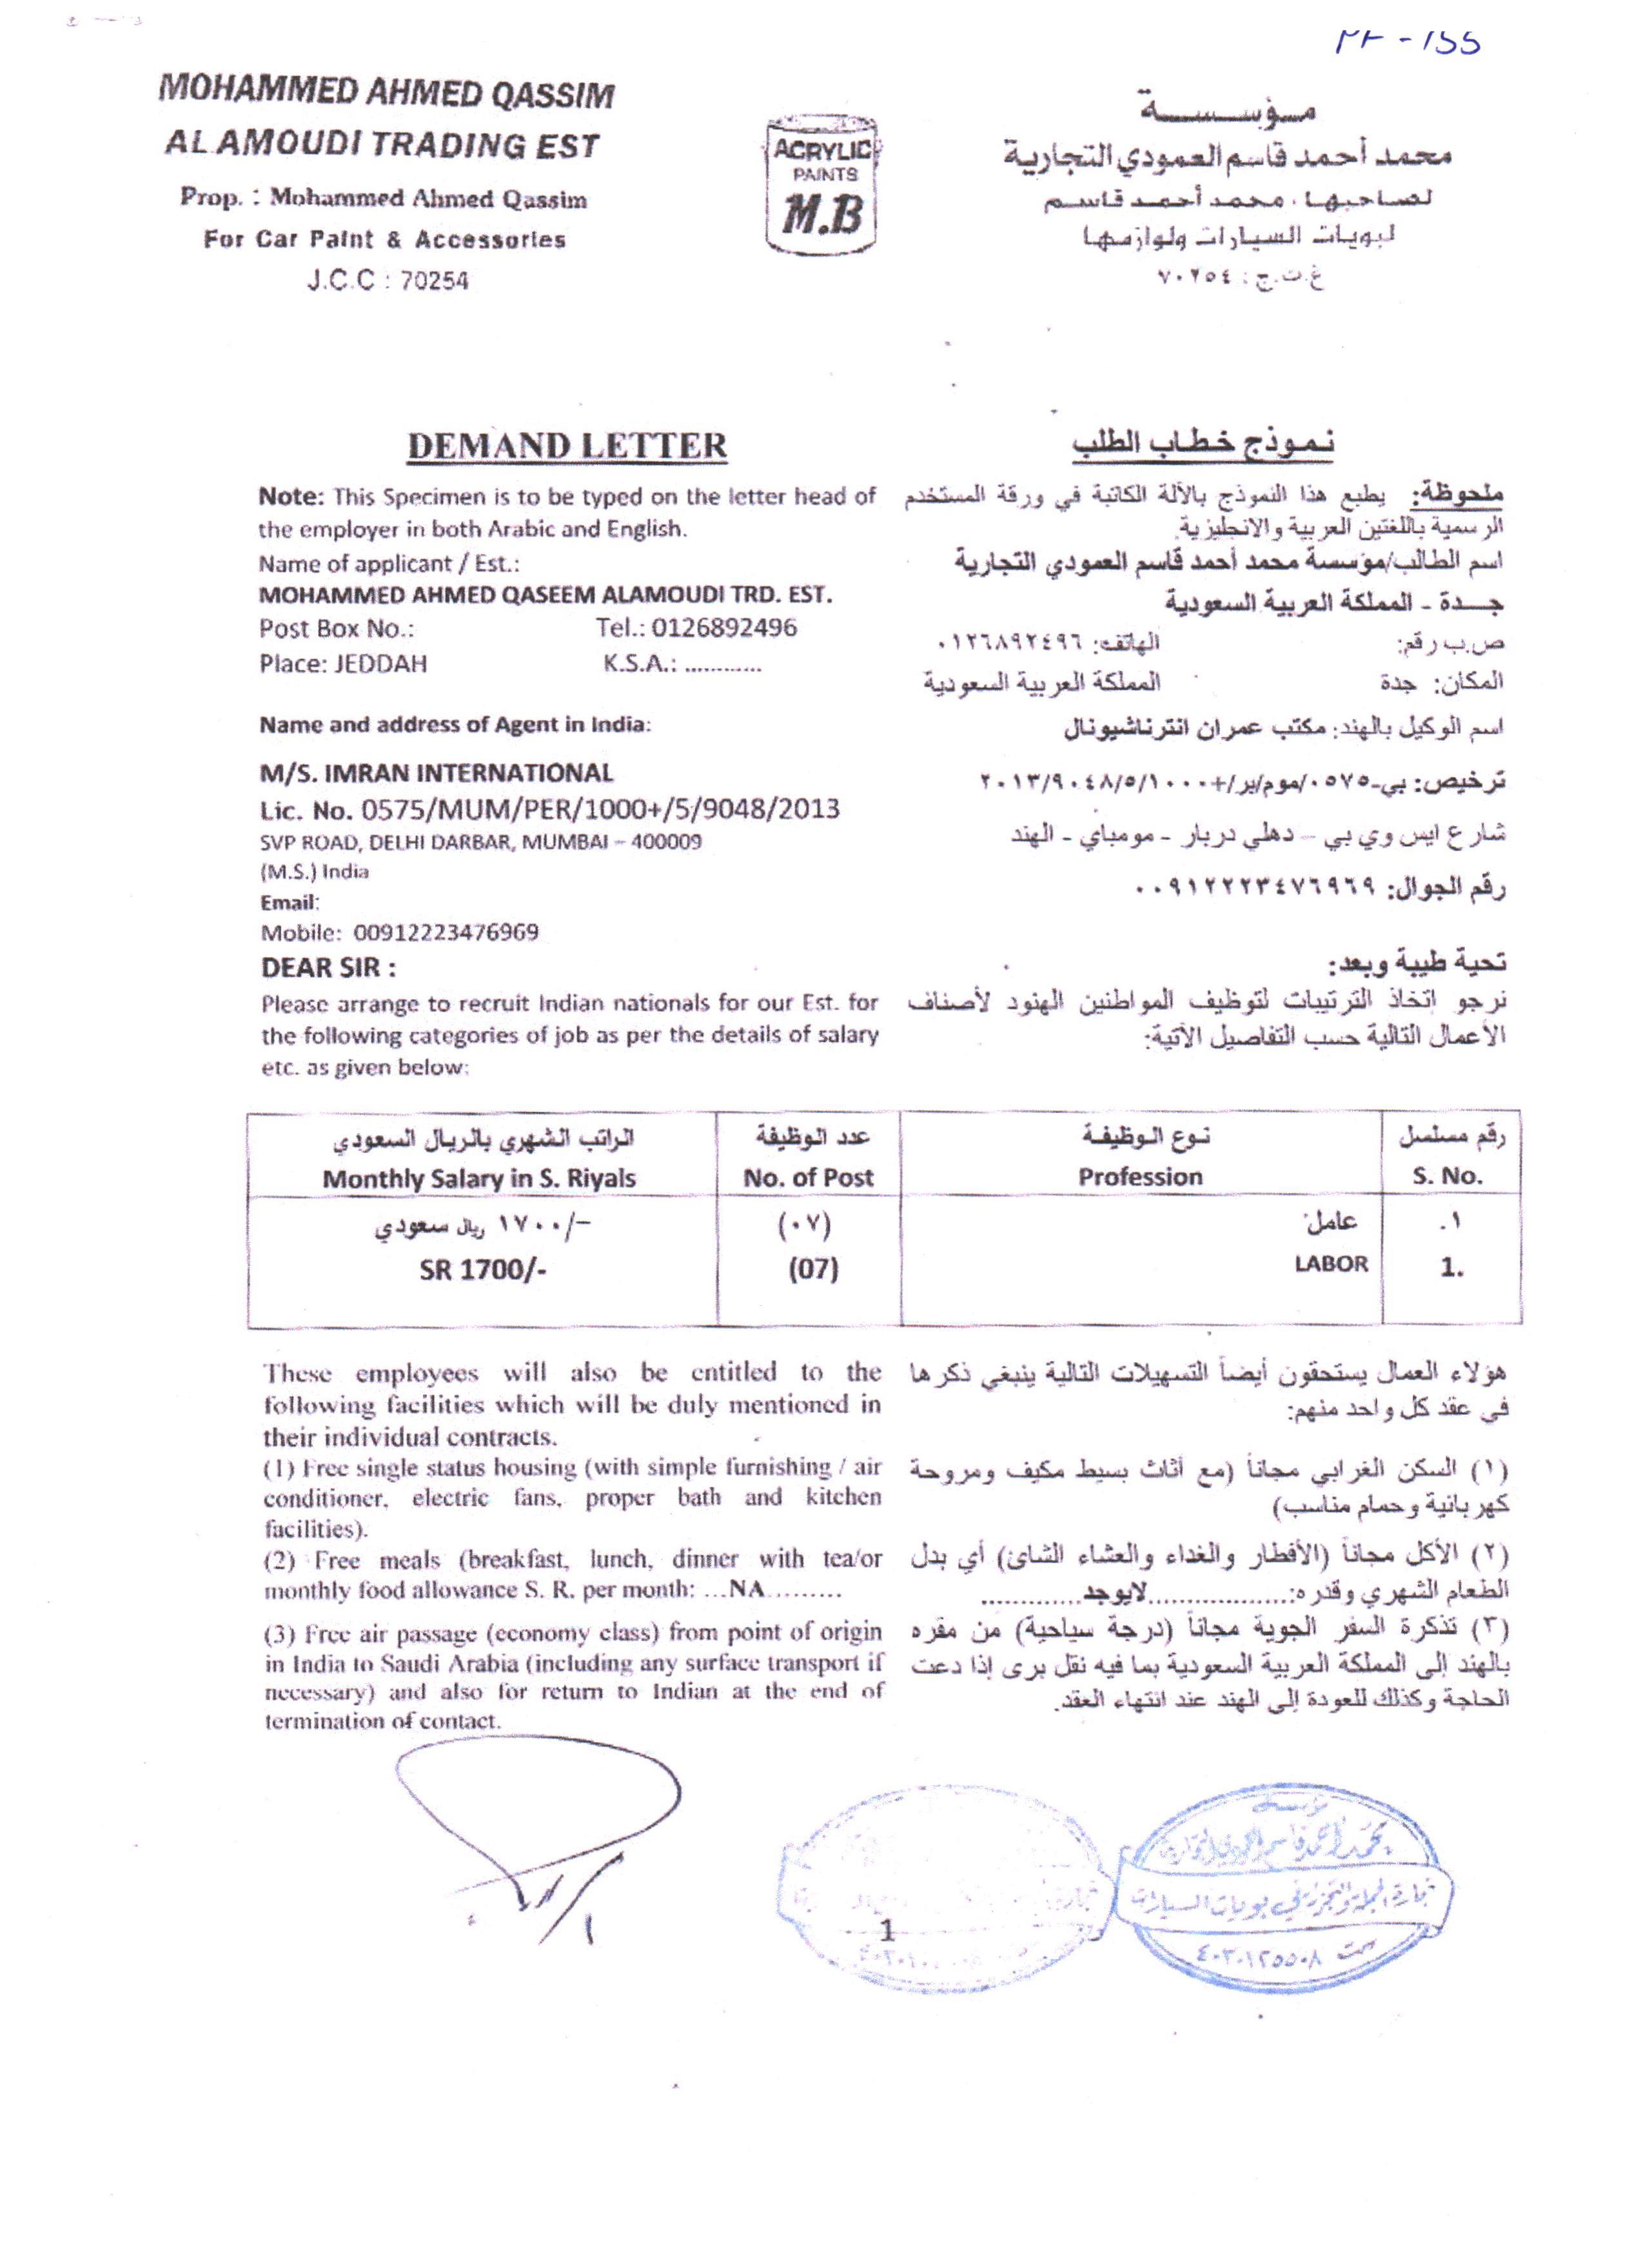 MOHAMMED AHMED QASSIM
AL AMOUDI TRADING EST
Prop. : Mohammed Ahmed Qassim
For Car Paint & Accessories
J.C.C : 70254
ACRYLIC
PAINTS
M.B
مؤسسة
محمد أحمد قاسم العمودي التجارية
لصاحبها، محمد أحمد قاسم
لبويات السيارات ولوازمها
غ.ت.ج : ٧٠٢٥٤
DEMAND LETTER
Note: This Specimen is to be typed on the letter head of
the employer in both Arabic and English.
Name of applicant / Est.:
MOHAMMED AHMED QASEEM ALAMOUDI TRD. EST.
Post Box No.: Tel.: 0126892496
Place: JEDDAH K.S.A.: ............
Name and address of Agent in India:
M/S. IMRAN INTERNATIONAL
Lic. No. 0575/MUM/PER/1000+/5/9048/2013
SVP ROAD, DELHI DARBAR, MUMBAI – 400009
(M.S.) India
Email:
Mobile: 00912223476969
DEAR SIR :
Please arrange to recruit Indian nationals for our Est. for
the following categories of job as per the details of salary
etc. as given below:
نموذج خطاب الطلب
ملحوظة: يطبع هذا النموذج بالألة الكاتبة في ورقة المستخدم
الرسمية باللغتين العربية والانجليزية.
اسم الطالب/مؤسسة محمد أحمد قاسم العمودي التجارية
جـــدة - المملكة العربية السعودية
ص.ب رقم: الهاتف: ٠١٢٦٨٩٢٤٩٦
المكان: جدة المملكة العربية السعودية
اسم الوكيل بالهند: مكتب عمران انترناشيونال
ترخيص: بي-٠٥٧٥/موم/بر/+١٠٠٠/٥/٩٠٤٨/٢٠١٣
شارع ايس وي بي – دهلي دربار - مومباي - الهند
رقم الجوال: ٠٠٩١٢٢٢٣٤٧٦٩٦٩
تحية طيبة وبعد:
نرجو اتخاذ الترتيبات لتوظيف المواطنين الهنود لأصناف
الأعمال التالية حسب التفاصيل الأتية:
الراتب الشهري بالريال السعودي عدد الوظيفة نوع الوظيفة رقم مسلسل
Monthly Salary in S. Riyals No. of Post Profession S. No.
١٧٠٠/– ريال سعودي (٠٧) عامل ١.
SR 1700/- (07) LABOR 1.
These employees will also be entitled to the
following facilities which will be duly mentioned in
their individual contracts.
(1) Free single status housing (with simple furnishing / air
conditioner, electric fans, proper bath and kitchen
facilities).
(2) Free meals (breakfast, lunch, dinner with tea/or
monthly food allowance S. R. per month: ...NA.........
(3) Free air passage (economy class) from point of origin
in India to Saudi Arabia (including any surface transport if
necessary) and also for return to Indian at the end of
termination of contact.
هؤلاء العمال يستحقون أيضاً التسهيلات التالية ينبغي ذكرها
في عقد كل واحد منهم:
(١) السكن الغرابي مجاناً (مع أثاث بسيط مكيف ومروحة
كهربائية وحمام مناسب)
(٢) الأكل مجاناً (الأفطار والغداء والعشاء الشائ) أي بدل
الطعام الشهري وقدره:....................لايوجد.............
(٣) تذكرة السفر الجوية مجاناً (درجة سياحية) من مقره
بالهند إلى المملكة العربية السعودية بما فيه نقل برى إذا دعت
الحاجة وكذلك للعودة إلى الهند عند انتهاء العقد.
1
مؤسسة
محمد أحمد قاسم العمودي التجارية
س.ت ٤٠٣٠١٢٥٥٠٨